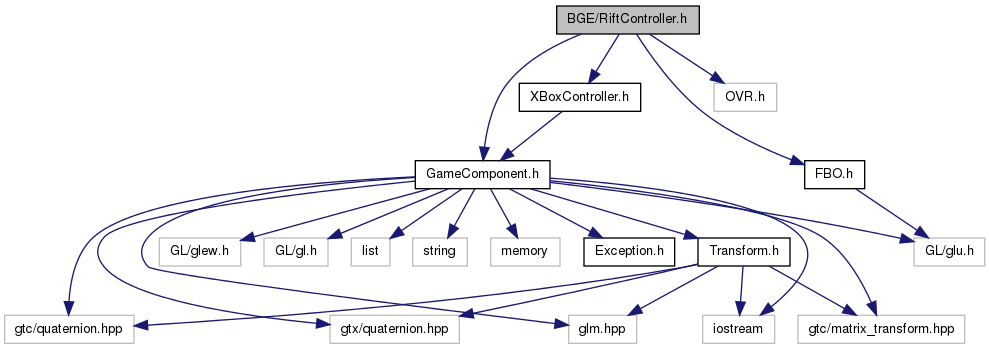 BGE/RiftController.h
XBoxController.h
OVR.h
GameComponent.h
FBO.h
GL/glew.h
GL/gl.h
list
string
memory
Exception.h
Transform.h
GL/glu.h
gtc/quaternion.hpp
gtx/quaternion.hpp
glm.hpp
iostream
gtc/matrix_transform.hpp